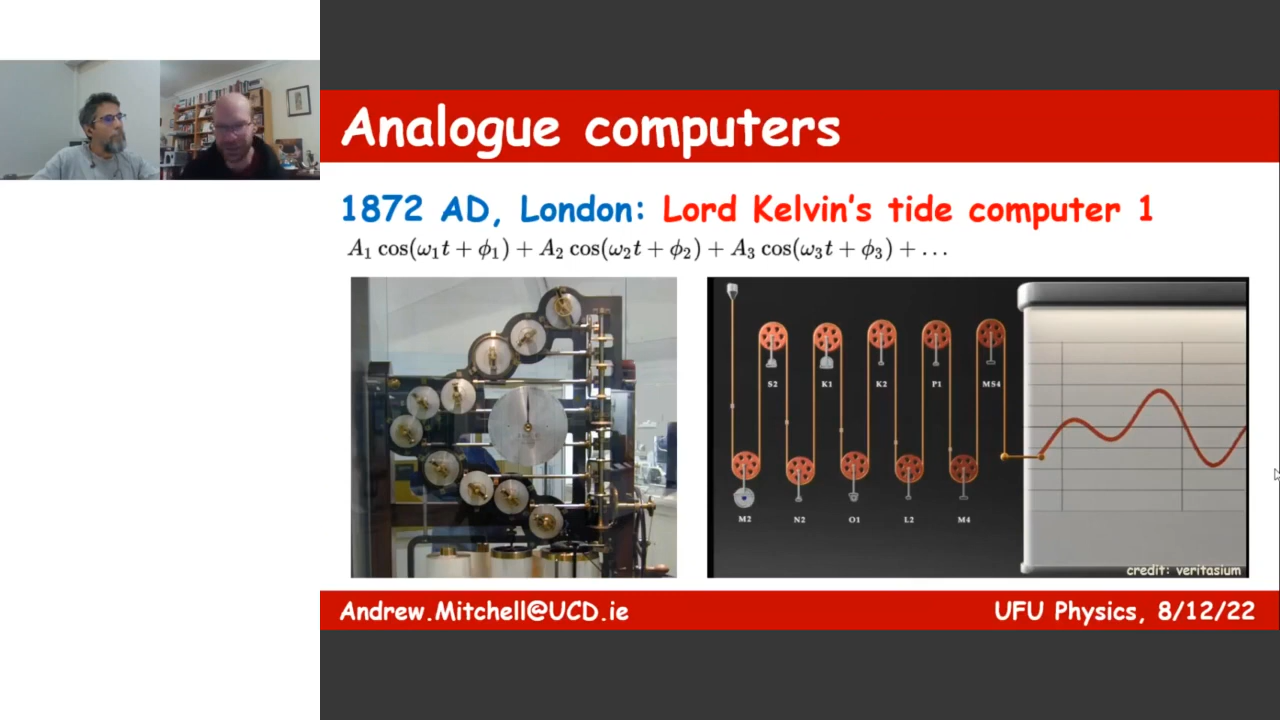 Analogue computers
1872 AD, London: Lord Kelvin's tide computer 1
A₁ cos(ω₁t + ϕ₁) + A₂ cos(ω₂t + ϕ₂) + A₃ cos(ω₃t + ϕ₃) + . . .
S2 K1 K2 P1 MS4
M2 N2 O1 L2 M4
credit: veritasium
Andrew.Mitchell@UCD.ie
UFU Physics, 8/12/22